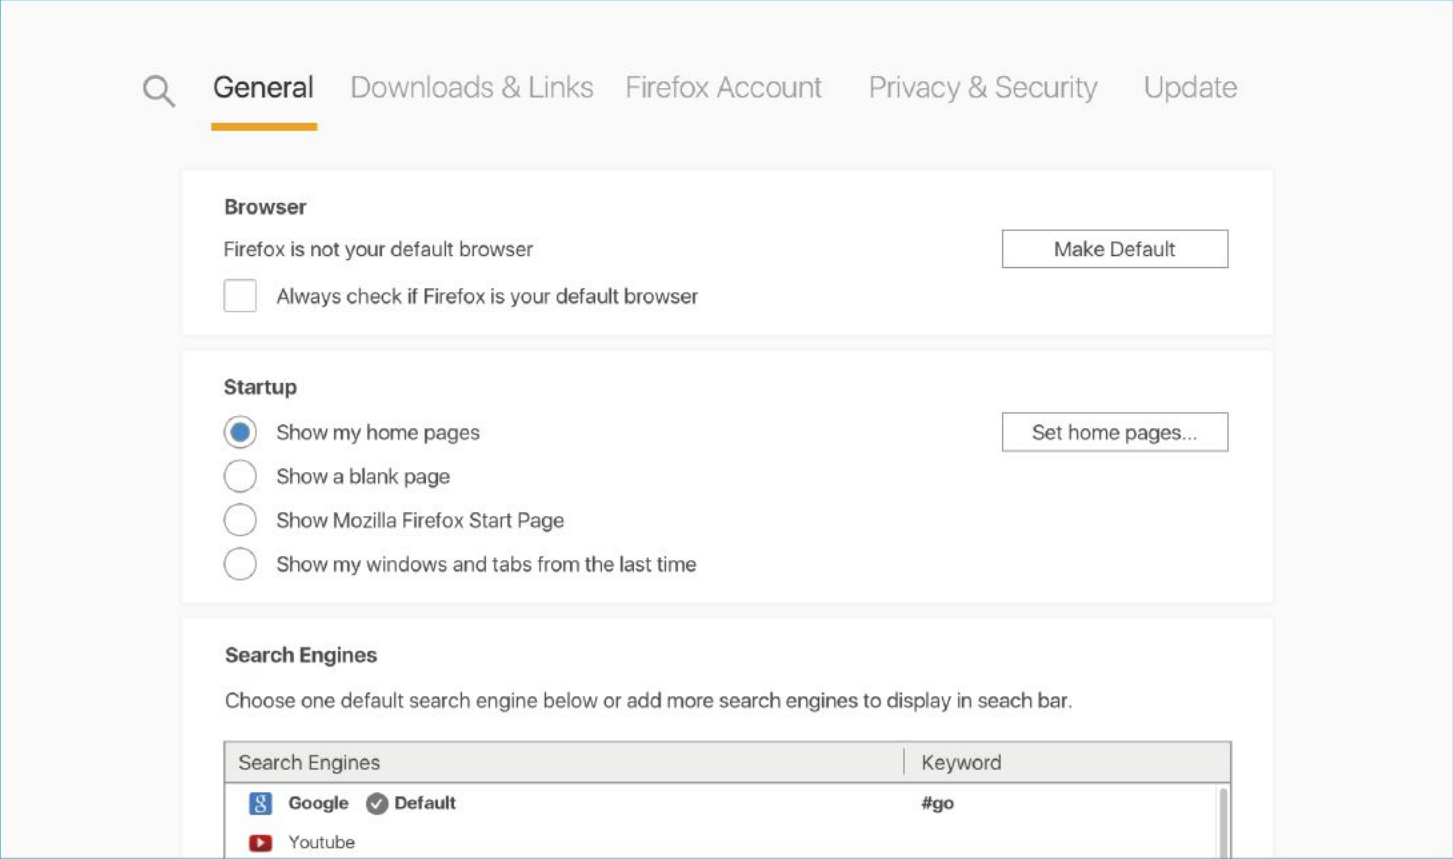 General Downloads & Links Firefox Account Privacy & Security Update
Browser
Firefox is not your default browser Make Default
Always check if Firefox is your default browser
Startup
Show my home pages Set home pages...
Show a blank page
Show Mozilla Firefox Start Page
Show my windows and tabs from the last time
Search Engines
Choose one default search engine below or add more search engines to display in seach bar.
Search Engines Keyword
Google Default #go
Youtube